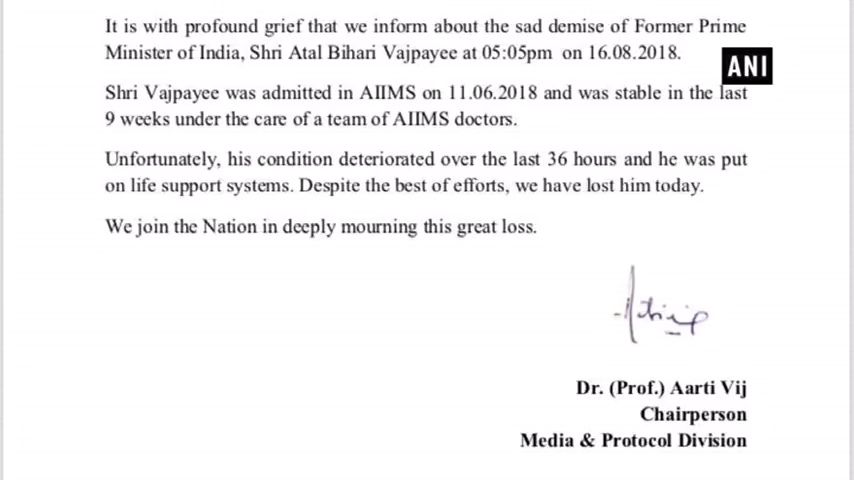 It is with profound grief that we inform about the sad demise of Former Prime
Minister of India, Shri Atal Bihari Vajpayee at 05:05pm on 16.08.2018.
ANI
Shri Vajpayee was admitted in AIIMS on 11.06.2018 and was stable in the last
9 weeks under the care of a team of AIIMS doctors.
Unfortunately, his condition deteriorated over the last 36 hours and he was put
on life support systems. Despite the best of efforts, we have lost him today.
We join the Nation in deeply mourning this great loss.
Dr. (Prof.) Aarti Vij
Chairperson
Media & Protocol Division